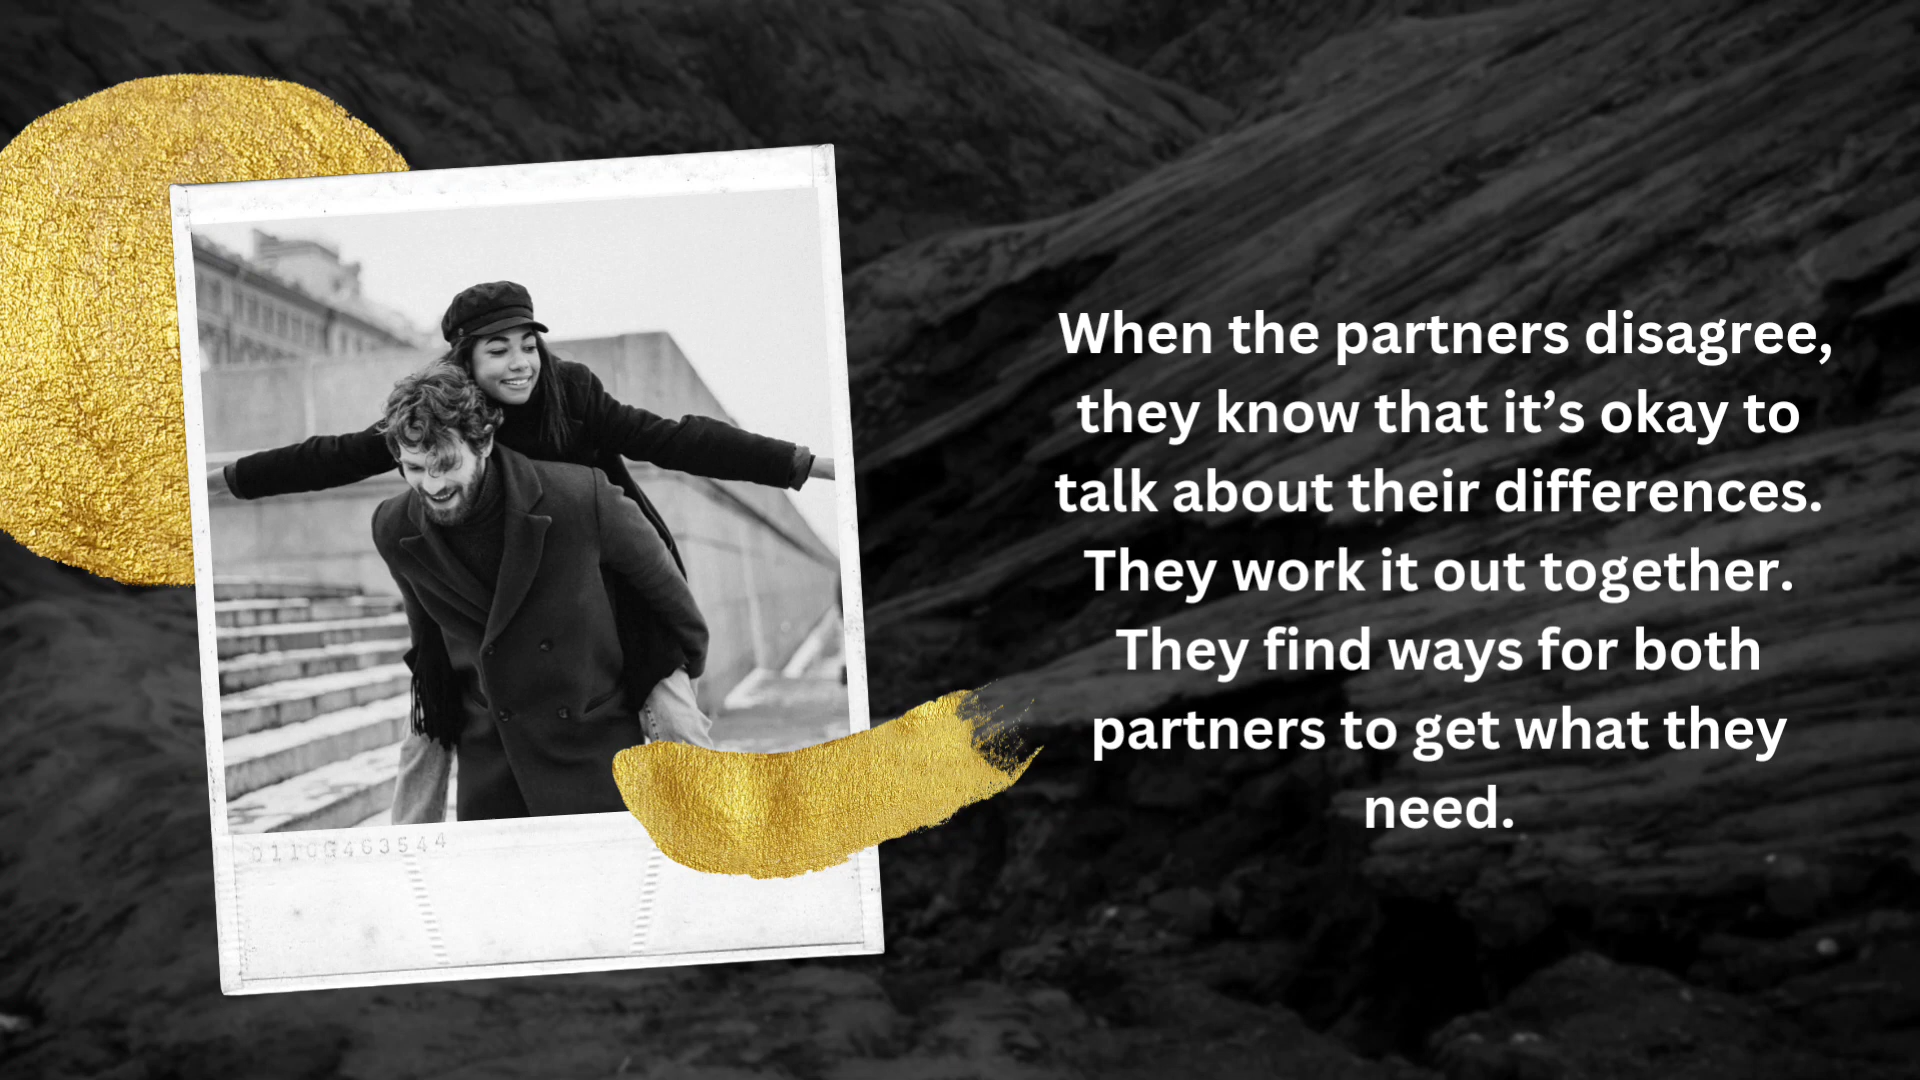 When the partners disagree,
they know that it’s okay to
talk about their differences.
They work it out together.
They find ways for both
partners to get what they
need.
0110G463544